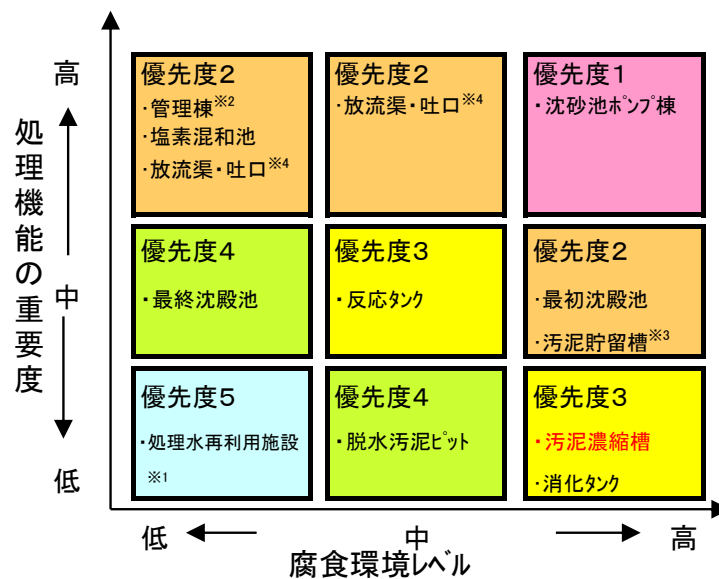 処理機能の重要度
高
中
低
優先度2
・管理棟※2
・塩素混和池
・放流渠・吐口※4
優先度2
・放流渠・吐口※4
優先度1
・沈砂池ﾎﾟﾝﾌﾟ棟
優先度4
・最終沈殿池
優先度3
・反応ﾀﾝｸ
優先度2
・最初沈殿池
・汚泥貯留槽※3
優先度5
・処理水再利用施設
※1
優先度4
・脱水汚泥ﾋﾟｯﾄ
優先度3
・汚泥濃縮槽
・消化タンク
低
中
高
腐食環境ﾚﾍﾞﾙ